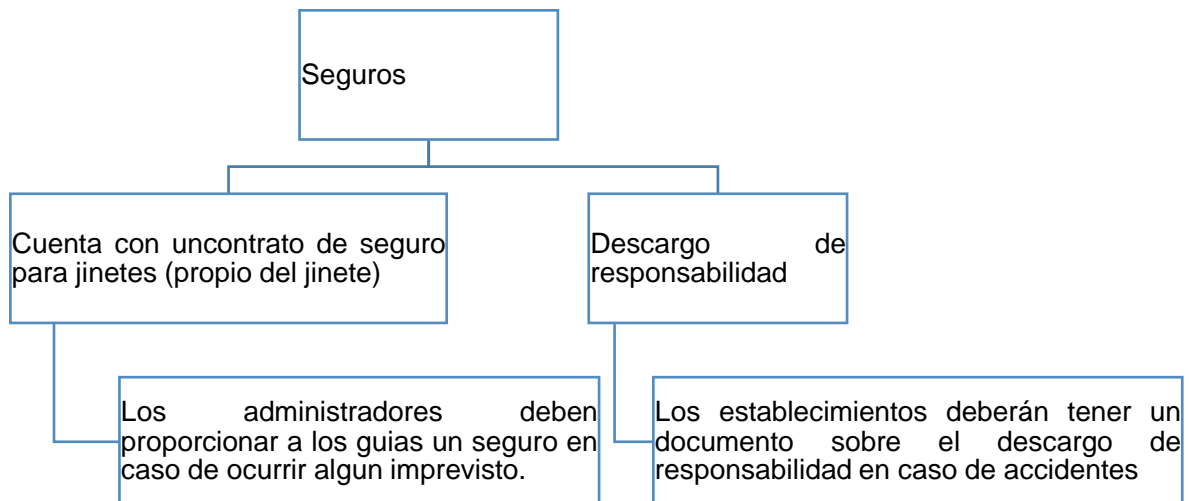 Seguros
Cuenta con uncontrato de seguro
para jinetes (propio del jinete)
Descargo de
responsabilidad
Los administradores deben
proporcionar a los guias un seguro en
caso de ocurrir algun imprevisto.
Los establecimientos deberán tener un
documento sobre el descargo de
responsabilidad en caso de accidentes